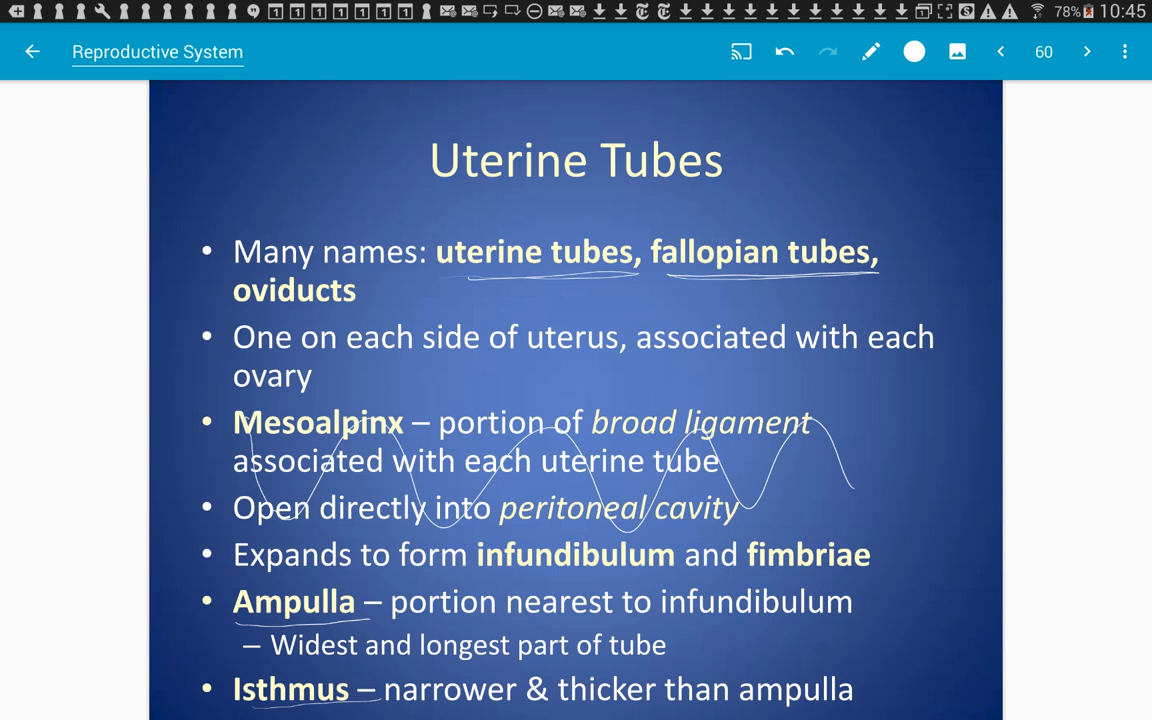 78% 10:45
Reproductive System 60
Uterine Tubes
• Many names: uterine tubes, fallopian tubes,
oviducts
• One on each side of uterus, associated with each
ovary
• Mesoalpinx – portion of broad ligament
associated with each uterine tube
• Open directly into peritoneal cavity
• Expands to form infundibulum and fimbriae
• Ampulla – portion nearest to infundibulum
– Widest and longest part of tube
• Isthmus – narrower & thicker than ampulla